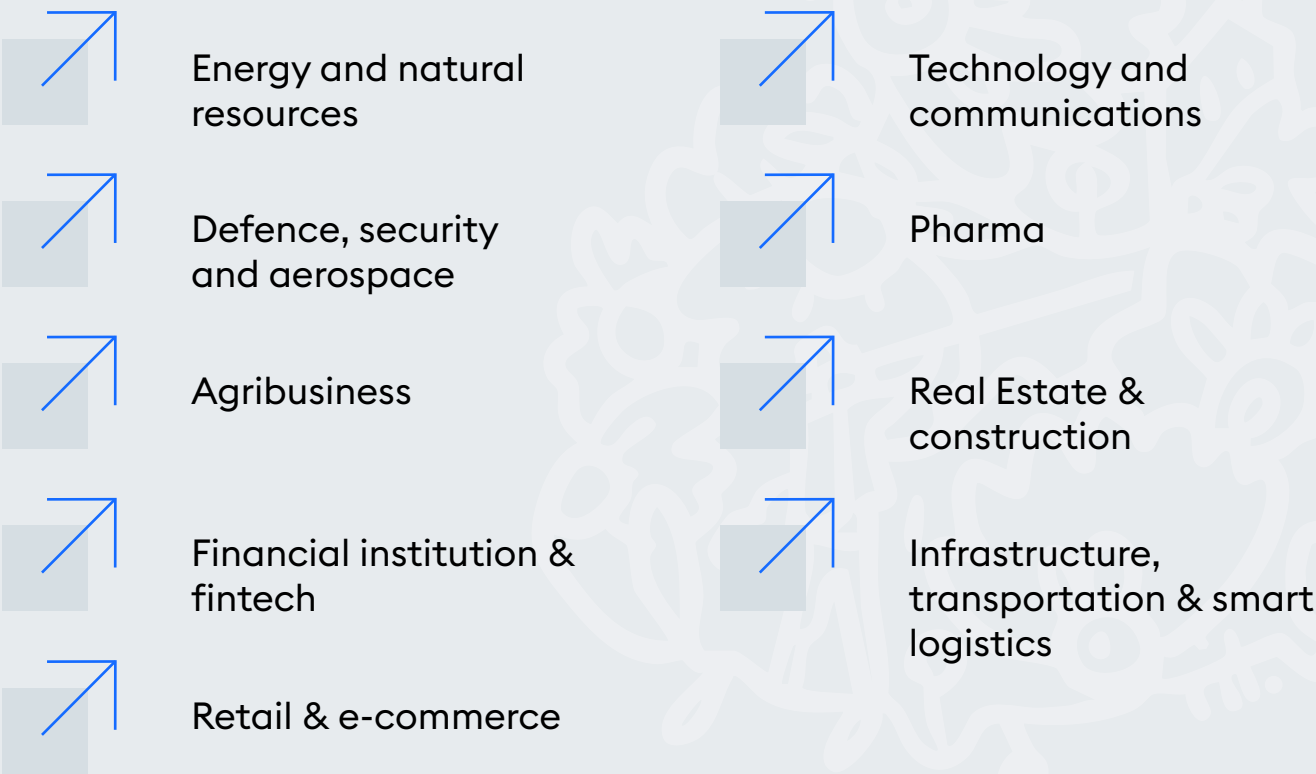 Energy and natural
resources
Defence, security
and aerospace
Agribusiness
Financial institution &
fintech
Retail & e-commerce
Technology and
communications
Pharma
Real Estate &
construction
Infrastructure,
transportation & smart
logistics